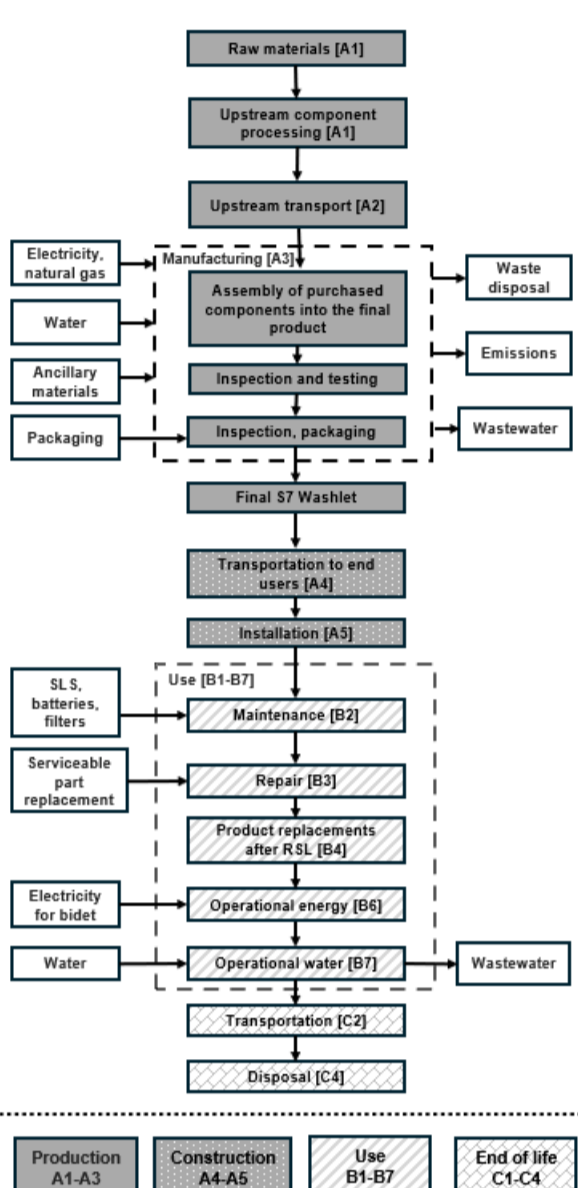 Raw materials [A1]
Upstream component
processing [A1]
Upstream transport [A2]
Electricity,
natural gas
Manufacturing [A3]
Waste
disposal
Assembly of purchased
components into the final
product
Water
Emissions
Ancillary
materials
Inspection and testing
Packaging
Inspection, packaging
Wastewater
Final S7 Washlet
Transportation to end
users [A4]
Installation [A5]
Use [B1-B7]
SLS,
batteries,
filters
Maintenance [B2]
Serviceable
part
replacement
Repair [B3]
Product replacements
after RSL [B4]
Electricity
for bidet
Operational energy [B6]
Water
Operational water [B7]
Wastewater
Transportation [C2]
Disposal [C4]
Production
A1-A3
Construction
A4-A5
Use
B1-B7
End of life
C1-C4